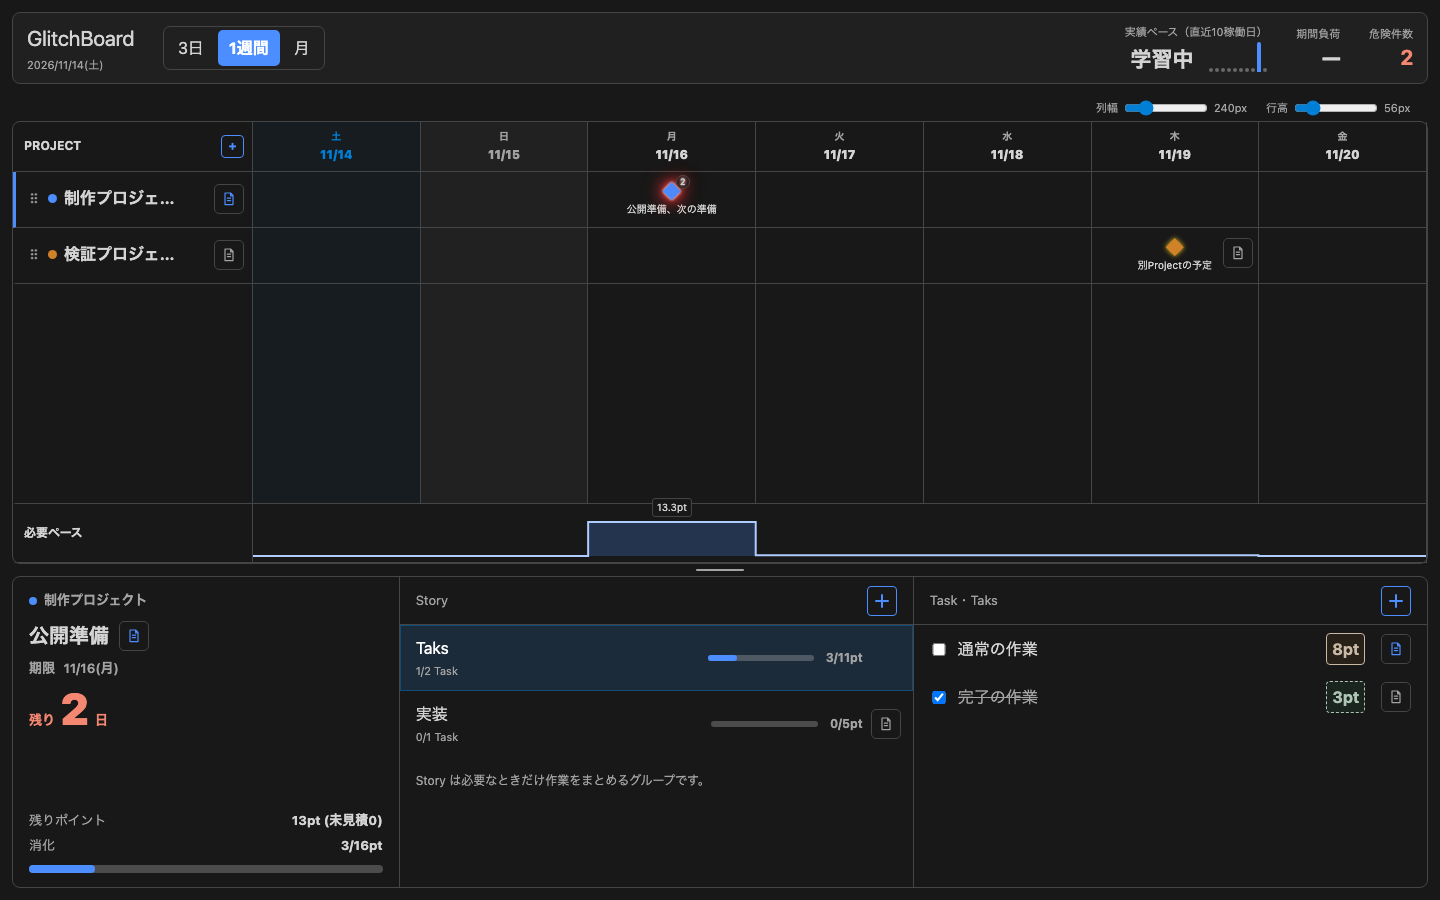 GlitchBoard
2026/11/14(土)
3日 1週間 月
実績ペース（直近10稼働日）
学習中
期間負荷
—
危険件数
2
列幅 240px 行高 56px
PROJECT +
土 11/14
日 11/15
月 11/16
火 11/17
水 11/18
木 11/19
金 11/20
制作プロジェ...
2
公開準備、次の準備
検証プロジェ...
別Projectの予定
必要ペース
13.3pt
制作プロジェクト
公開準備
期限 11/16(月)
残り 2 日
残りポイント 13pt (未見積0)
消化 3/16pt
Story +
Taks
1/2 Task
3/11pt
実装
0/1 Task
0/5pt
Story は必要なときだけ作業をまとめるグループです。
Task・Taks +
通常の作業 8pt
完了の作業 3pt